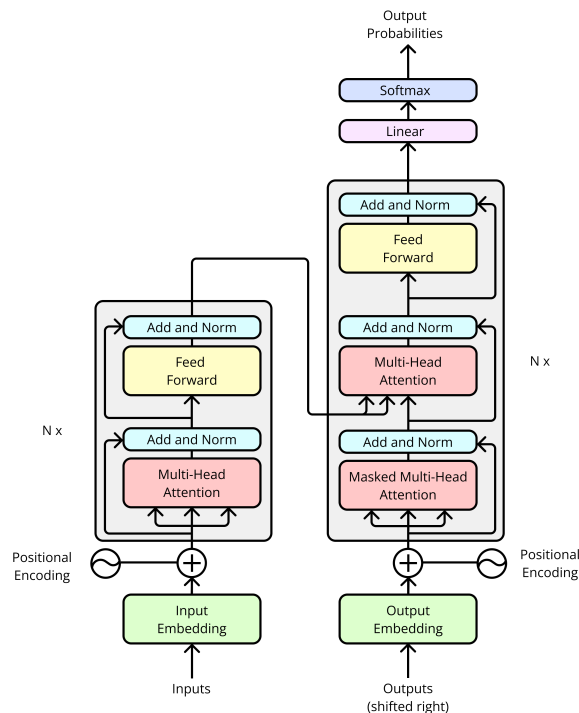 Output
Probabilities
Softmax
Linear
Add and Norm
Feed
Forward
Add and Norm
Multi-Head
Attention
Add and Norm
Masked Multi-Head
Attention
N x
Add and Norm
Feed
Forward
Add and Norm
Multi-Head
Attention
N x
Positional
Encoding
Positional
Encoding
Input
Embedding
Output
Embedding
Inputs
Outputs
(shifted right)